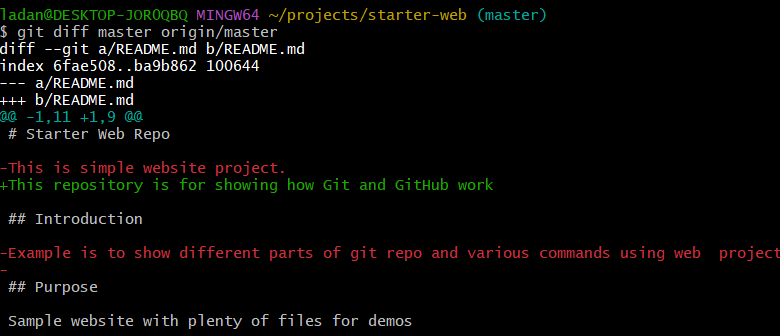 ladan@DESKTOP-JOR0QBQ MINGW64 ~/projects/starter-web (master)
$ git diff master origin/master
diff --git a/README.md b/README.md
index 6fae508..ba9b862 100644
--- a/README.md
+++ b/README.md
@@ -1,11 +1,9 @@
 # Starter Web Repo

-This is simple website project.
+This repository is for showing how Git and GitHub work

 ## Introduction

-Example is to show different parts of git repo and various commands using web  project
-
 ## Purpose

 Sample website with plenty of files for demos